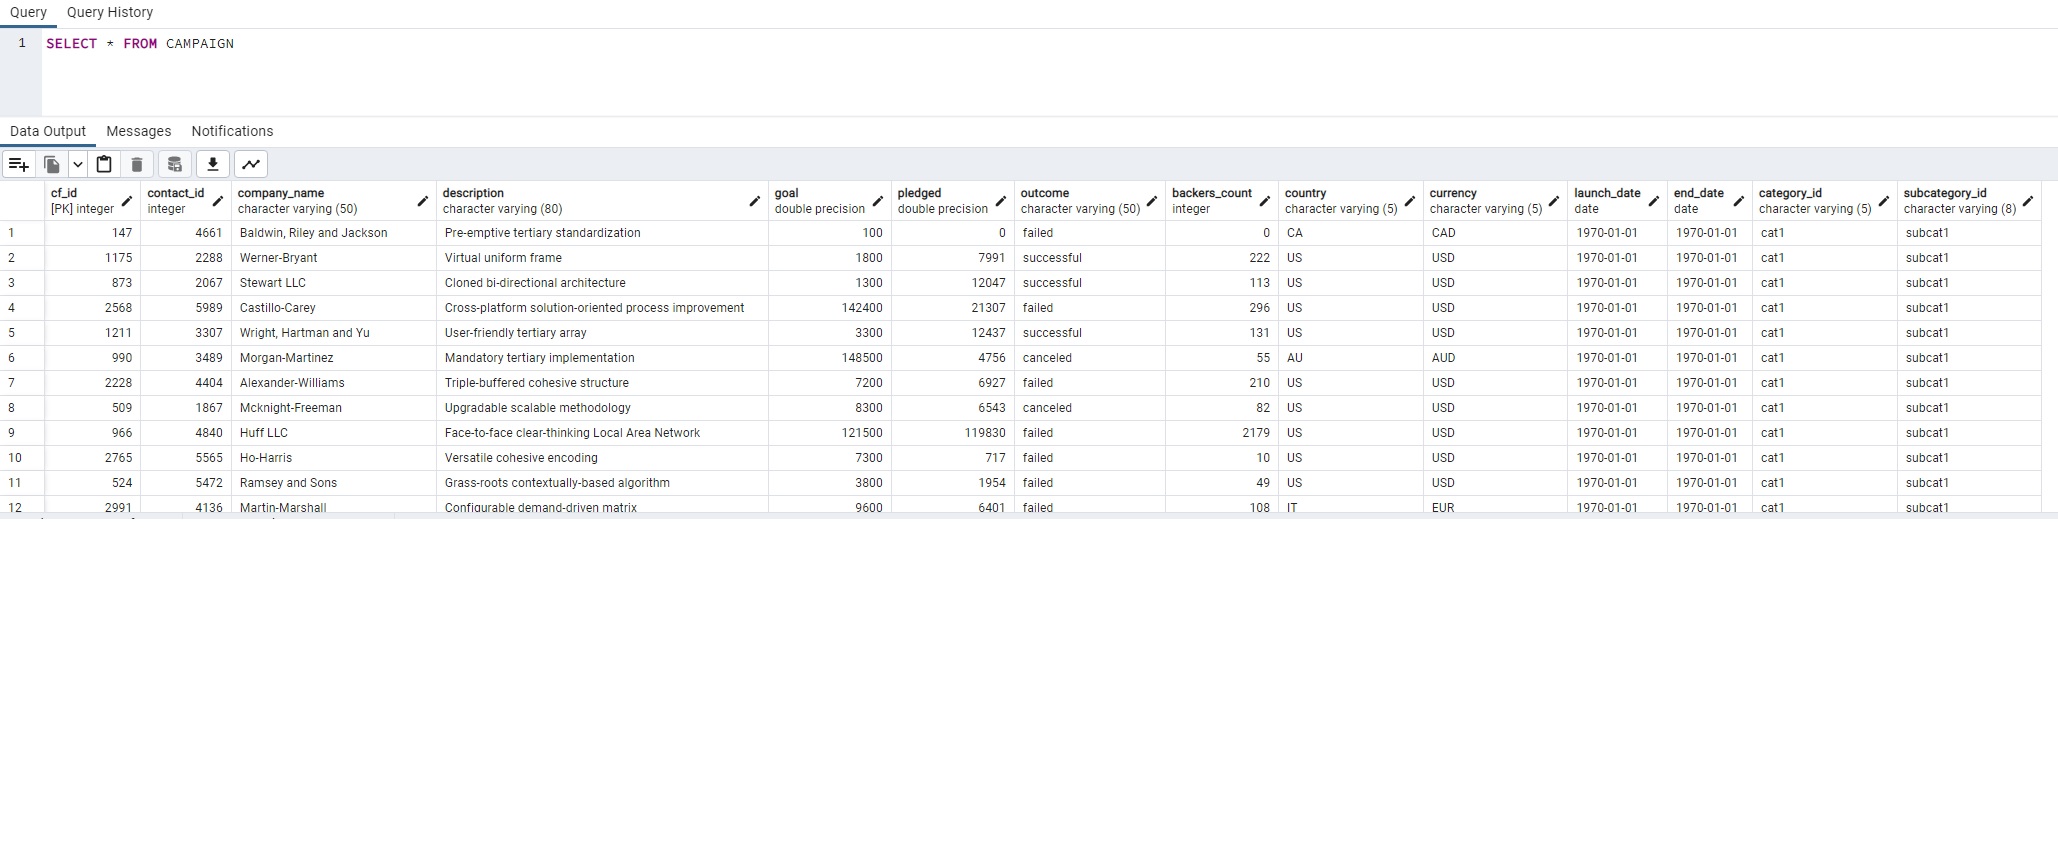 Query Query History
1 SELECT * FROM CAMPAIGN
Data Output Messages Notifications
cf_id contact_id company_name description goal pledged outcome backers_count country currency launch_date end_date category_id subcategory_id
[PK] integer integer character varying (50) character varying (80) double precision double precision character varying (50) integer character varying (5) character varying (5) date date character varying (5) character varying (8)
1 147 4661 Baldwin, Riley and Jackson Pre-emptive tertiary standardization 100 0 failed 0 CA CAD 1970-01-01 1970-01-01 cat1 subcat1
2 1175 2288 Werner-Bryant Virtual uniform frame 1800 7991 successful 222 US USD 1970-01-01 1970-01-01 cat1 subcat1
3 873 2067 Stewart LLC Cloned bi-directional architecture 1300 12047 successful 113 US USD 1970-01-01 1970-01-01 cat1 subcat1
4 2568 5989 Castillo-Carey Cross-platform solution-oriented process improvement 142400 21307 failed 296 US USD 1970-01-01 1970-01-01 cat1 subcat1
5 1211 3307 Wright, Hartman and Yu User-friendly tertiary array 3300 12437 successful 131 US USD 1970-01-01 1970-01-01 cat1 subcat1
6 990 3489 Morgan-Martinez Mandatory tertiary implementation 148500 4756 canceled 55 AU AUD 1970-01-01 1970-01-01 cat1 subcat1
7 2228 4404 Alexander-Williams Triple-buffered cohesive structure 7200 6927 failed 210 US USD 1970-01-01 1970-01-01 cat1 subcat1
8 509 1867 Mcknight-Freeman Upgradable scalable methodology 8300 6543 canceled 82 US USD 1970-01-01 1970-01-01 cat1 subcat1
9 966 4840 Huff LLC Face-to-face clear-thinking Local Area Network 121500 119830 failed 2179 US USD 1970-01-01 1970-01-01 cat1 subcat1
10 2765 5565 Ho-Harris Versatile cohesive encoding 7300 717 failed 10 US USD 1970-01-01 1970-01-01 cat1 subcat1
11 524 5472 Ramsey and Sons Grass-roots contextually-based algorithm 3800 1954 failed 49 US USD 1970-01-01 1970-01-01 cat1 subcat1
12 2991 4136 Martin-Marshall Configurable demand-driven matrix 9600 6401 failed 108 IT EUR 1970-01-01 1970-01-01 cat1 subcat1